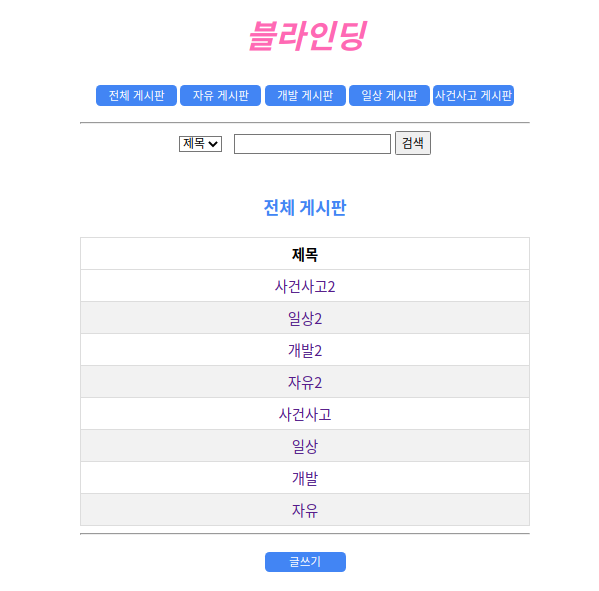 블라인딩
전체 게시판 자유 게시판 개발 게시판 일상 게시판 사건사고 게시판
제목 검색
전체 게시판
제목
사건사고2
일상2
개발2
자유2
사건사고
일상
개발
자유
글쓰기